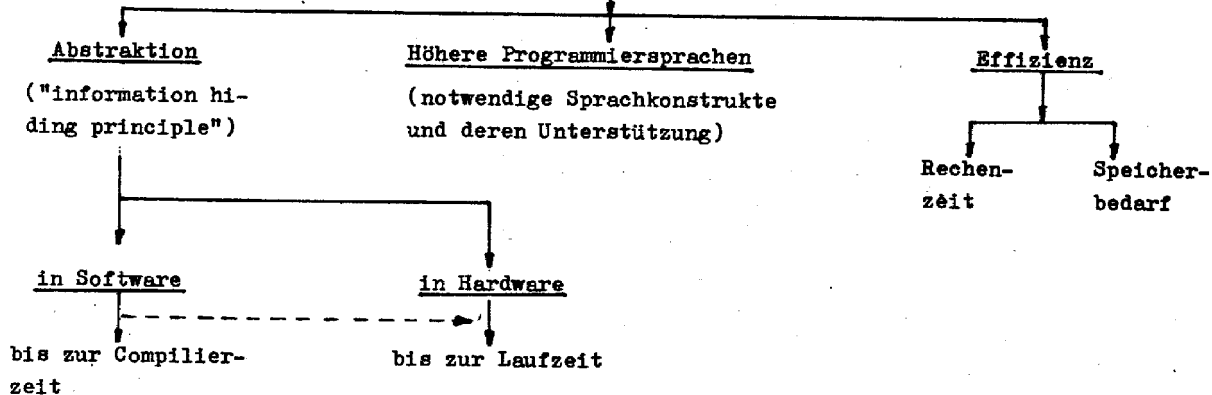 Abstraktion
("information hi-
ding principle")
Höhere Programmiersprachen
(notwendige Sprachkonstrukte
und deren Unterstützung)
Effizienz
Rechen-
zeit
Speicher-
bedarf
in Software
in Hardware
bis zur Compilier-
zeit
bis zur Laufzeit